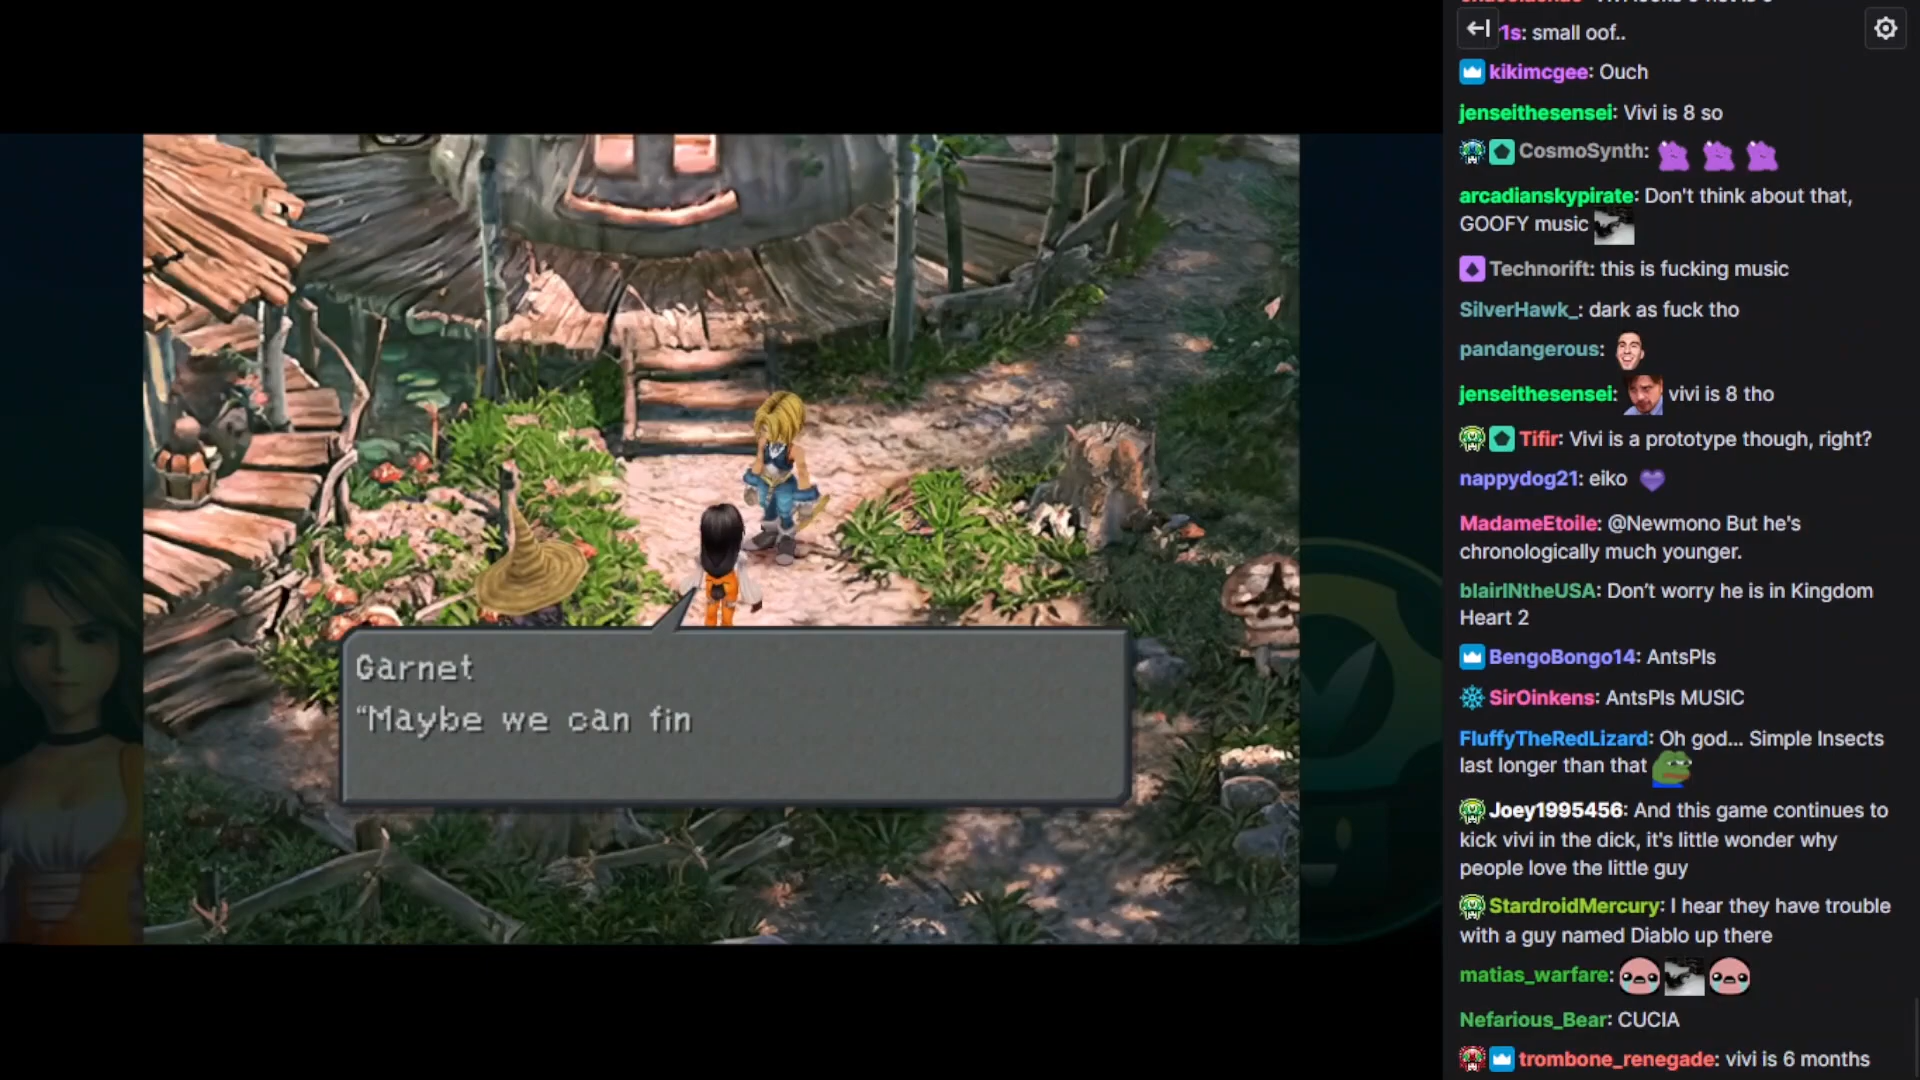 Garnet
“Maybe we can fin
1s: small oof..
kikimcgee: Ouch
jenseithesensei: Vivi is 8 so
CosmoSynth:
arcadianskypirate: Don't think about that,
GOOFY music
Technorift: this is fucking music
SilverHawk_: dark as fuck tho
pandangerous:
jenseithesensei: vivi is 8 tho
Tifir: Vivi is a prototype though, right?
nappydog21: eiko
MadameEtoile: @Newmono But he's
chronologically much younger.
blairINtheUSA: Don’t worry he is in Kingdom
Heart 2
BengoBongo14: AntsPls
SirOinkens: AntsPls MUSIC
FluffyTheRedLizard: Oh god... Simple Insects
last longer than that
Joey1995456: And this game continues to
kick vivi in the dick, it's little wonder why
people love the little guy
StardroidMercury: I hear they have trouble
with a guy named Diablo up there
matias_warfare:
Nefarious_Bear: CUCIA
trombone_renegade: vivi is 6 months